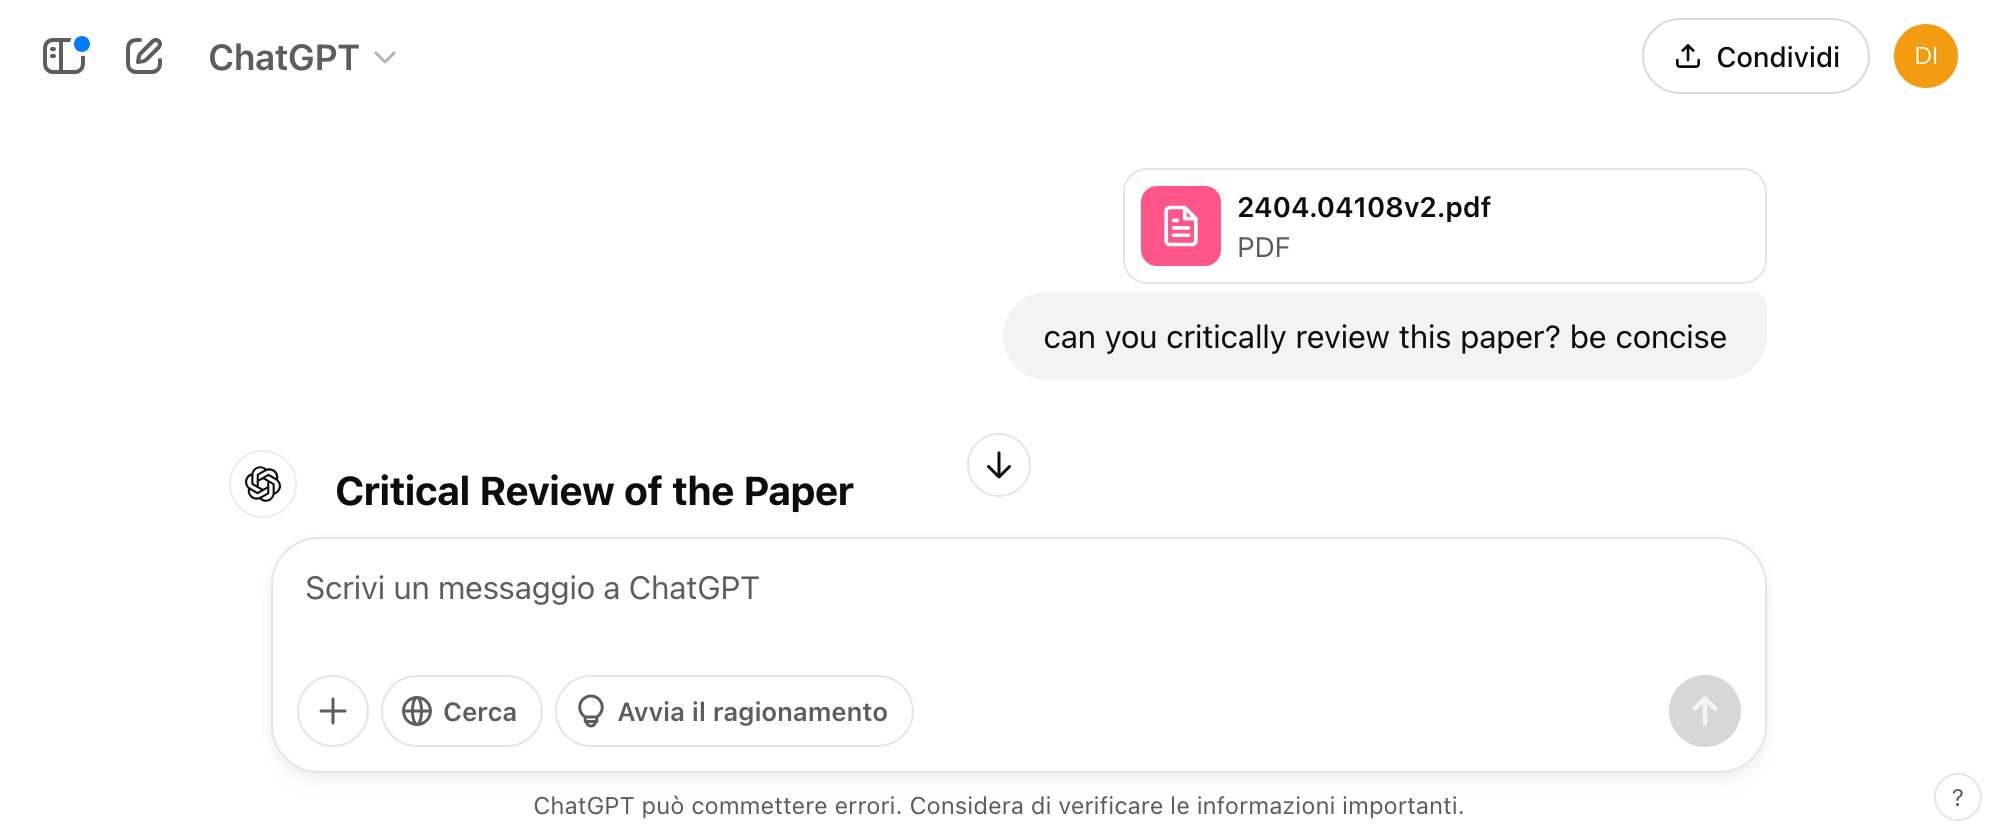 ChatGPT
Condividi
DI
2404.04108v2.pdf
PDF
can you critically review this paper? be concise
Critical Review of the Paper
Scrivi un messaggio a ChatGPT
Cerca
Avvia il ragionamento
ChatGPT può commettere errori. Considera di verificare le informazioni importanti.
?